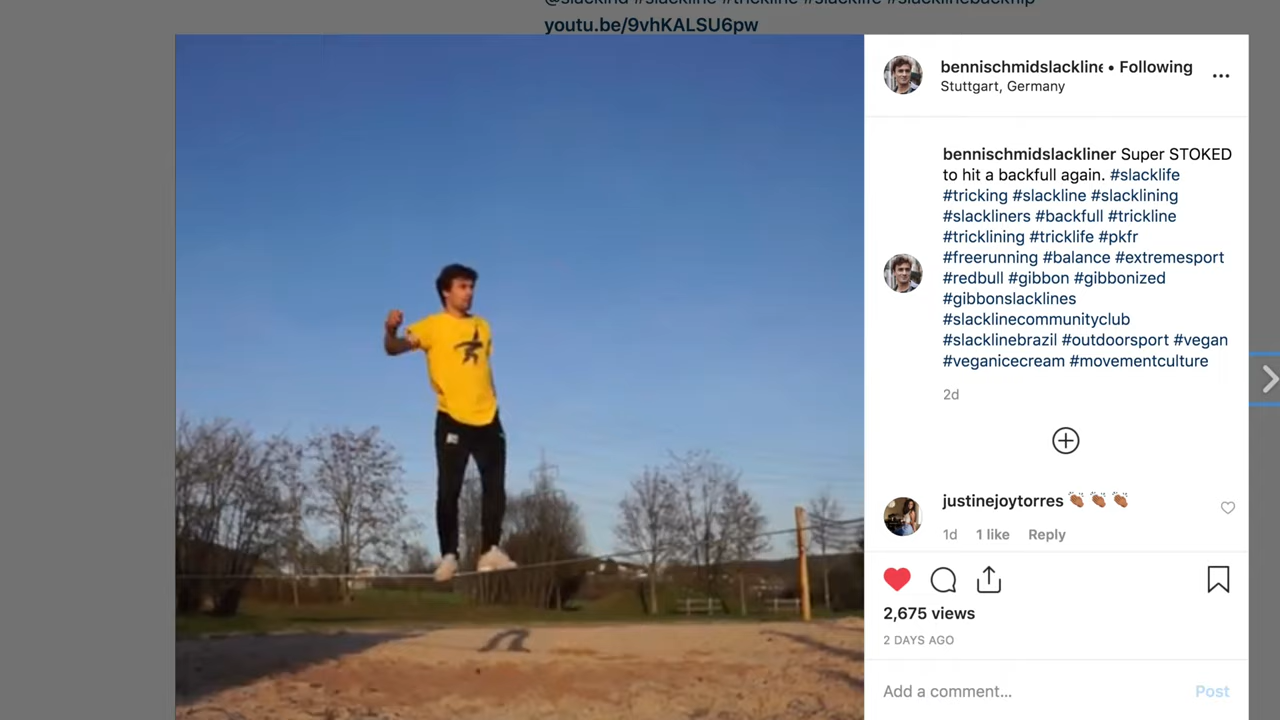 youtu.be/9vhKALSU6pw
bennischmidslackline • Following
Stuttgart, Germany
bennischmidslackliner Super STOKED
to hit a backfull again. #slacklife
#tricking #slackline #slacklining
#slackliners #backfull #trickline
#tricklining #tricklife #pkfr
#freerunning #balance #extremesport
#redbull #gibbon #gibbonized
#gibbonslacklines
#slacklinecommunityclub
#slacklinebrazil #outdoorsport #vegan
#veganicecream #movementculture
2d
justinejoytorres
1d 1 like Reply
2,675 views
2 DAYS AGO
Add a comment... Post